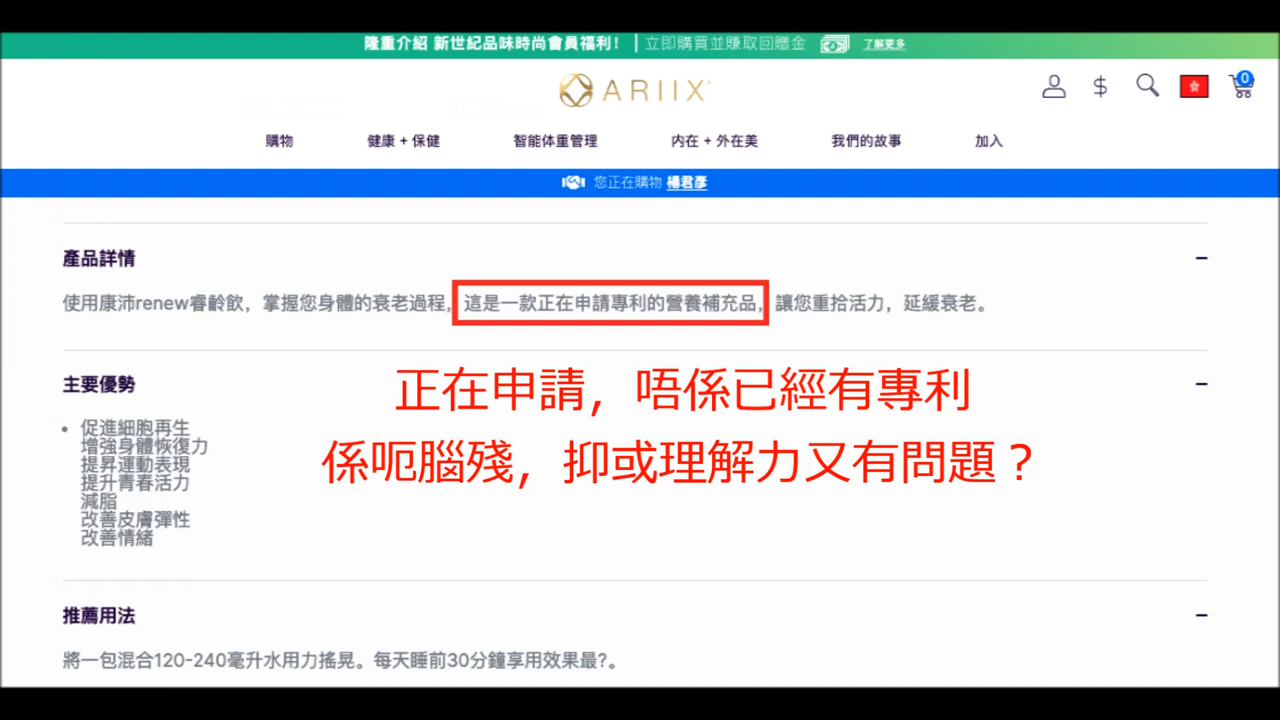 隆重介紹 新世紀品味時尚會員福利! | 立即購買並賺取回贈金 了解更多
ARIIX
0
購物 健康 + 保健 智能体重管理 内在 + 外在美 我們的故事 加入
您正在購物 楊君彥
產品詳情
使用康沛renew睿齡飲，掌握您身體的衰老過程，這是一款正在申請專利的營養補充品，讓您重拾活力，延緩衰老。
主要優勢
正在申請，唔係已經有專利
係呃腦殘，抑或理解力又有問題？
• 促進細胞再生
增強身體恢復力
提昇運動表現
提升青春活力
減脂
改善皮膚彈性
改善情緒
推薦用法
將一包混合120-240毫升水用力搖晃。每天睡前30分鐘享用效果最?。